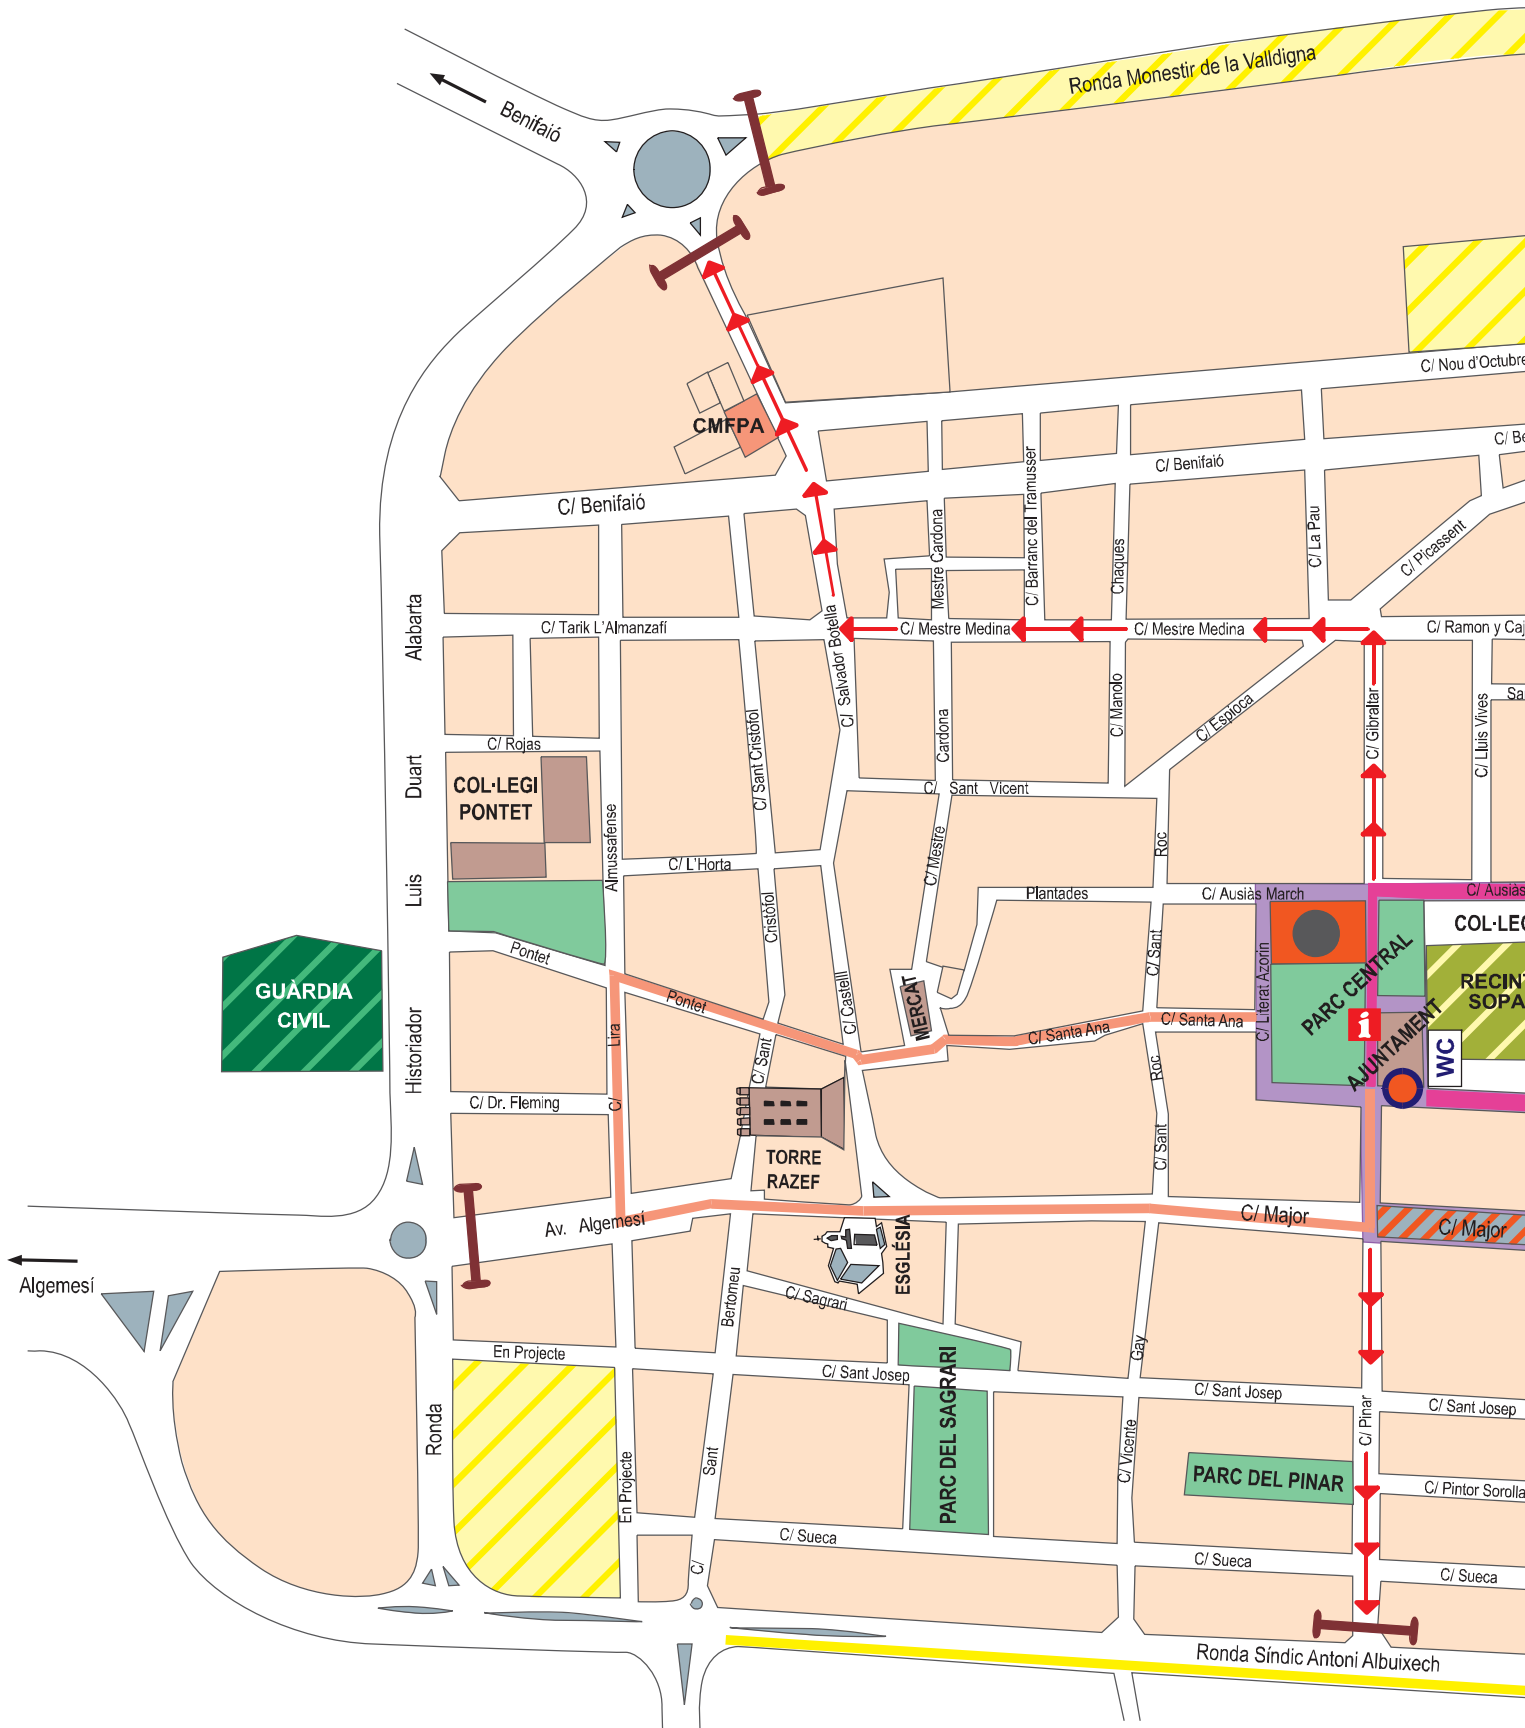 Ronda Monestir de la Valldigna
Benifaió
C/ Nou d'Octubre
CMFPA
C/ Be
C/ Benifaió
C/ Benifaió
Mestre Cardona
C/ Barranc del Tramusser
Chaques
C/ La Pau
C/ Picassent
Alabarta
C/ Tarik L'Almanzafí
C/ Salvador Botella
C/ Mestre Medina
C/ Mestre Medina
C/ Ramon y Caj
C/ Rojas
C/ Sant Cristòfol
Cardona
C/ Manolo
C/ Espioca
C/ Gibraltar
C/ Lluis Vives
Sa
Duart
COL·LEGI
PONTET
Almussafense
C/ Sant Vicent
C/ L'Horta
C/ Mestre
Roc
Luis
Plantades
C/ Ausiàs March
C/ Ausiàs
COL·LEG
Cristòfol
Pontet
C/ Sant
C/ Literat Azorín
PARC CENTRAL
RECIN
SOPA
GUÀRDIA
CIVIL
Pontet
C/ Castelli
MERCAT
C/ Santa Ana
C/ Santa Ana
i
AJUNTAMENT
WC
Historiador
Lira
C/
C/ Sant
Roc
C/ Dr. Fleming
TORRE
RAZEF
C/ Sant
Av. Algemesí
C/ Major
C/ Major
ESGLÉSIA
Algemesí
Bertomeu
C/ Sagrari
Gay
En Projecte
C/ Sant Josep
C/ Sant Josep
C/ Sant Josep
Ronda
PARC DEL SAGRARI
C/ Pinar
En Projecte
Sant
C/ Vicente
PARC DEL PINAR
C/ Pintor Sorolla
C/ Sueca
C/ Sueca
C/ Sueca
C/
Ronda Síndic Antoni Albuixech